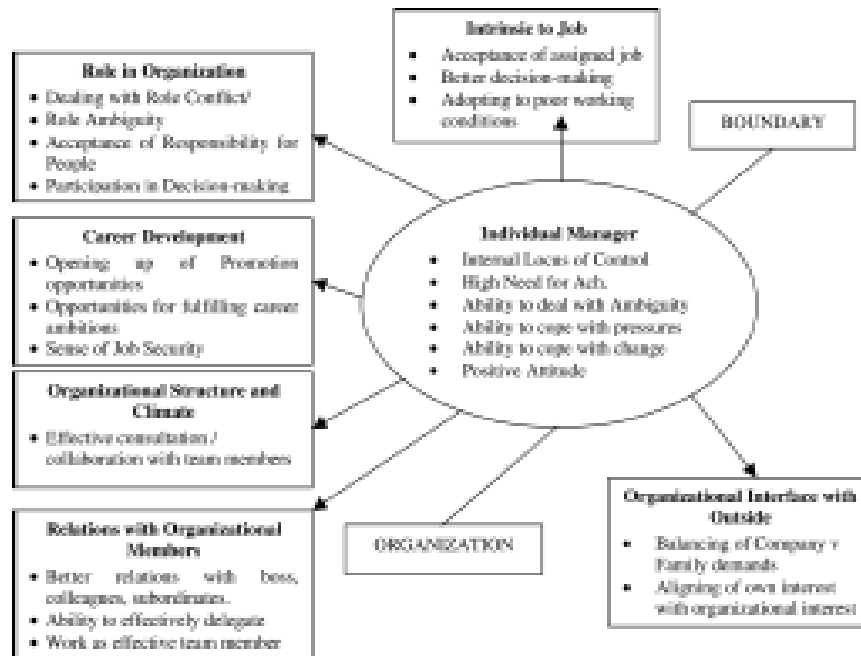 Intrinsic to Job
• Acceptance of assigned job
• Better decision-making
• Adopting to poor working
conditions
Role in Organization
• Dealing with Role Conflict/
• Role Ambiguity
• Acceptance of Responsibility for
People
• Participation in Decision-making
BOUNDARY
Career Development
• Opening up of Promotion
opportunities
• Opportunities for fulfilling career
ambitions
• Sense of Job Security
Individual Manager
• Internal Locus of Control
• High Need for Ach.
• Ability to deal with Ambiguity
• Ability to cope with pressures
• Ability to cope with change
• Positive Attitude
Organizational Structure and
Climate
• Effective consultation /
collaboration with team members
Relations with Organizational
Members
• Better relations with boss,
colleagues, subordinates.
• Ability to effectively delegate
• Work as effective team member
ORGANIZATION
Organizational Interface with
Outside
• Balancing of Company v
Family demands
• Aligning of own interest
with organizational interest